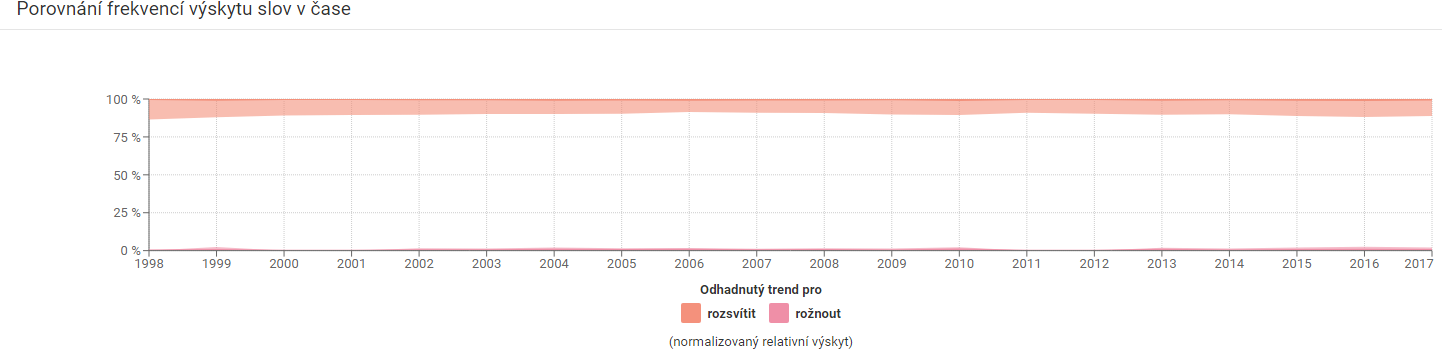 Porovnání frekvencí výskytu slov v čase
100 %
75 %
50 %
25 %
0 %
1998 1999 2000 2001 2002 2003 2004 2005 2006 2007 2008 2009 2010 2011 2012 2013 2014 2015 2016 2017
Odhadnutý trend pro
rozsvítit rožnout
(normalizovaný relativní výskyt)